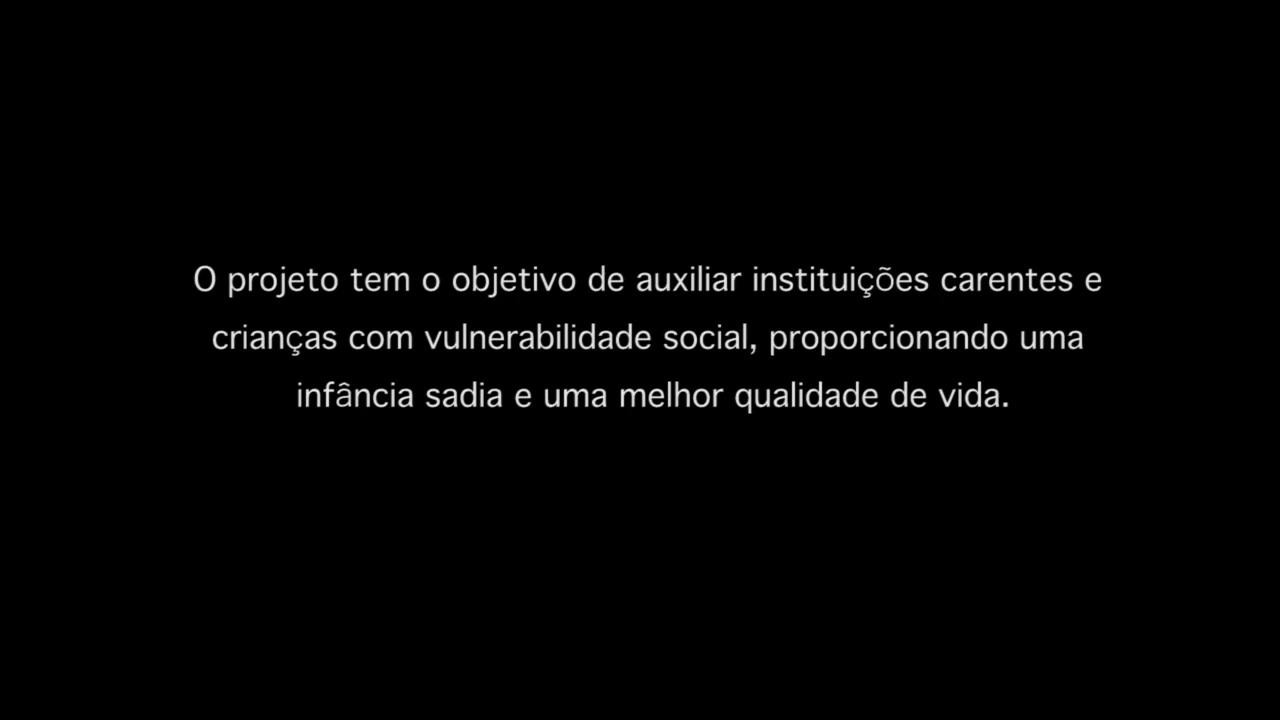 O projeto tem o objetivo de auxiliar instituições carentes e
crianças com vulnerabilidade social, proporcionando uma
infância sadia e uma melhor qualidade de vida.